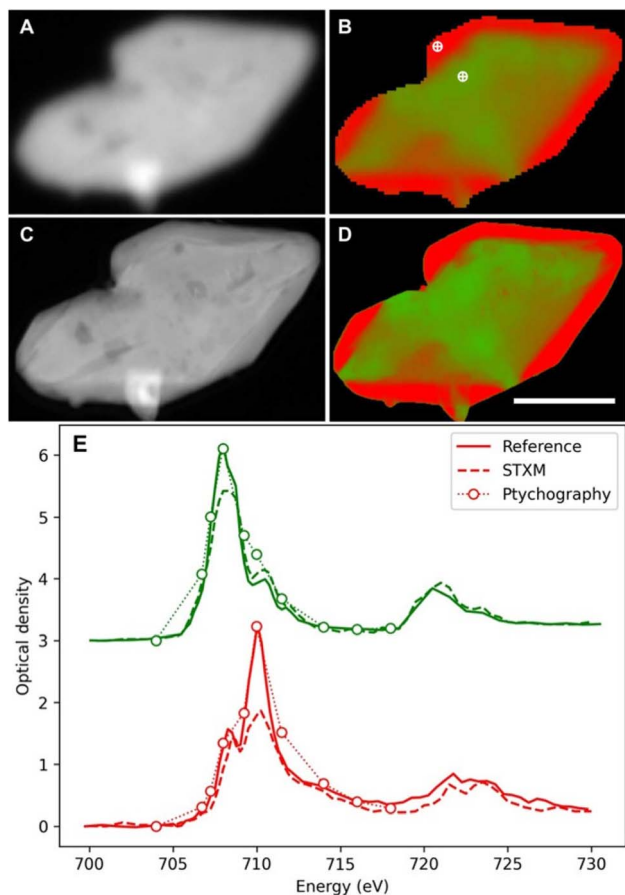 A
B
C
D
E
Reference
STXM
Ptychography
6
5
4
3
2
1
0
Optical density
700
705
710
715
720
725
730
Energy (eV)